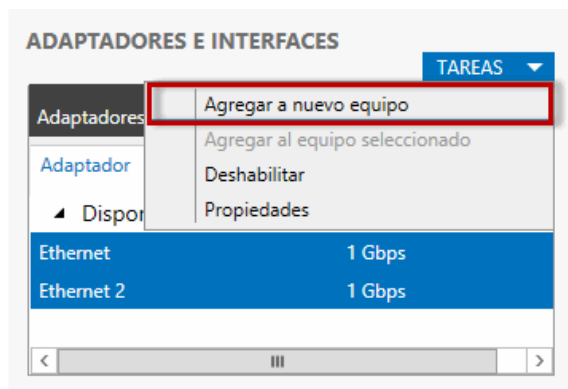 ADAPTADORES E INTERFACES
TAREAS
Adaptadores
Agregar a nuevo equipo
Agregar al equipo seleccionado
Adaptador
Deshabilitar
Propiedades
Dispor
Ethernet 1 Gbps
Ethernet 2 1 Gbps